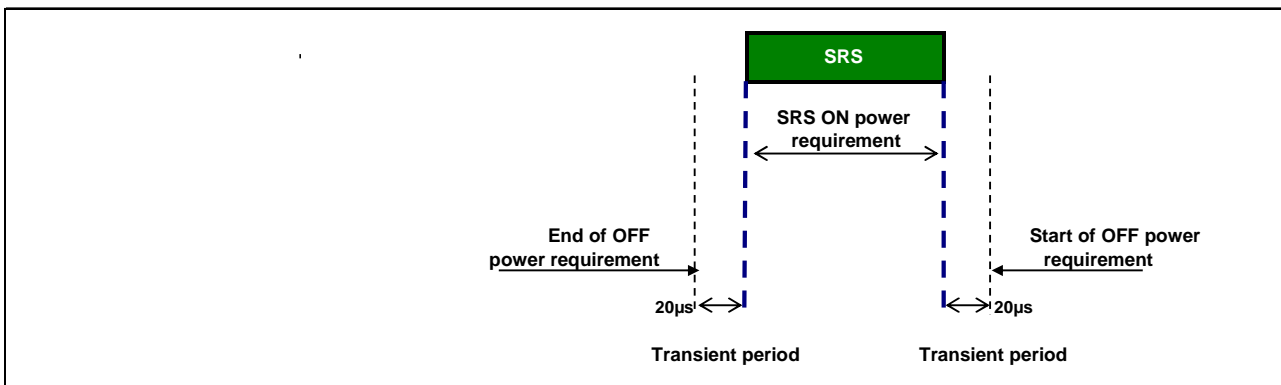 SRS
SRS ON power
requirement
End of OFF
power requirement
Start of OFF power
requirement
20µs
20µs
Transient period
Transient period